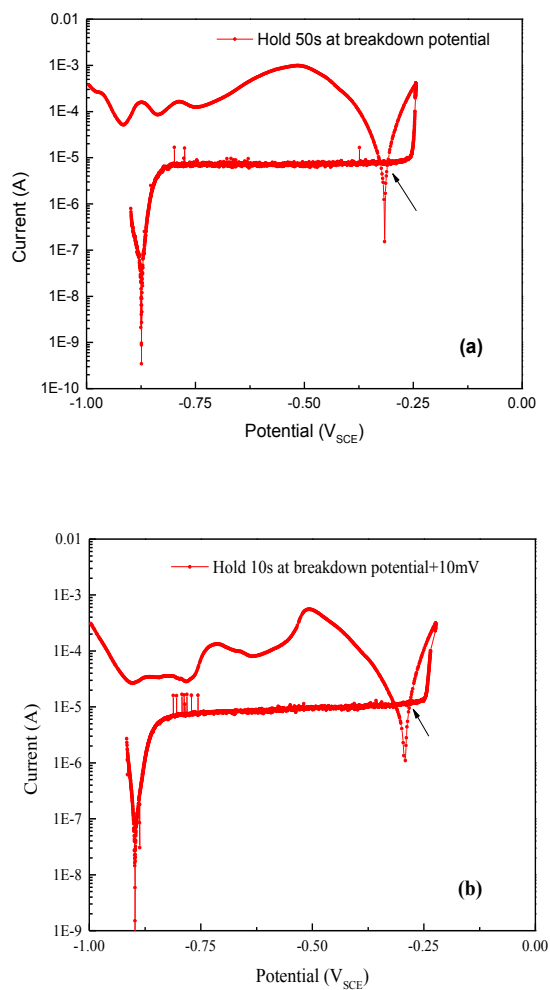 0.01
Hold 50s at breakdown potential
1E-3
1E-4
1E-5
1E-6
1E-7
1E-8
1E-9
1E-10
Current (A)
(a)
-1.00 -0.75 -0.50 -0.25 0.00
Potential (VSCE)
0.01
Hold 10s at breakdown potential+10mV
1E-3
1E-4
1E-5
1E-6
1E-7
1E-8
1E-9
Current (A)
(b)
-1.00 -0.75 -0.50 -0.25 0.00
Potential (VSCE)